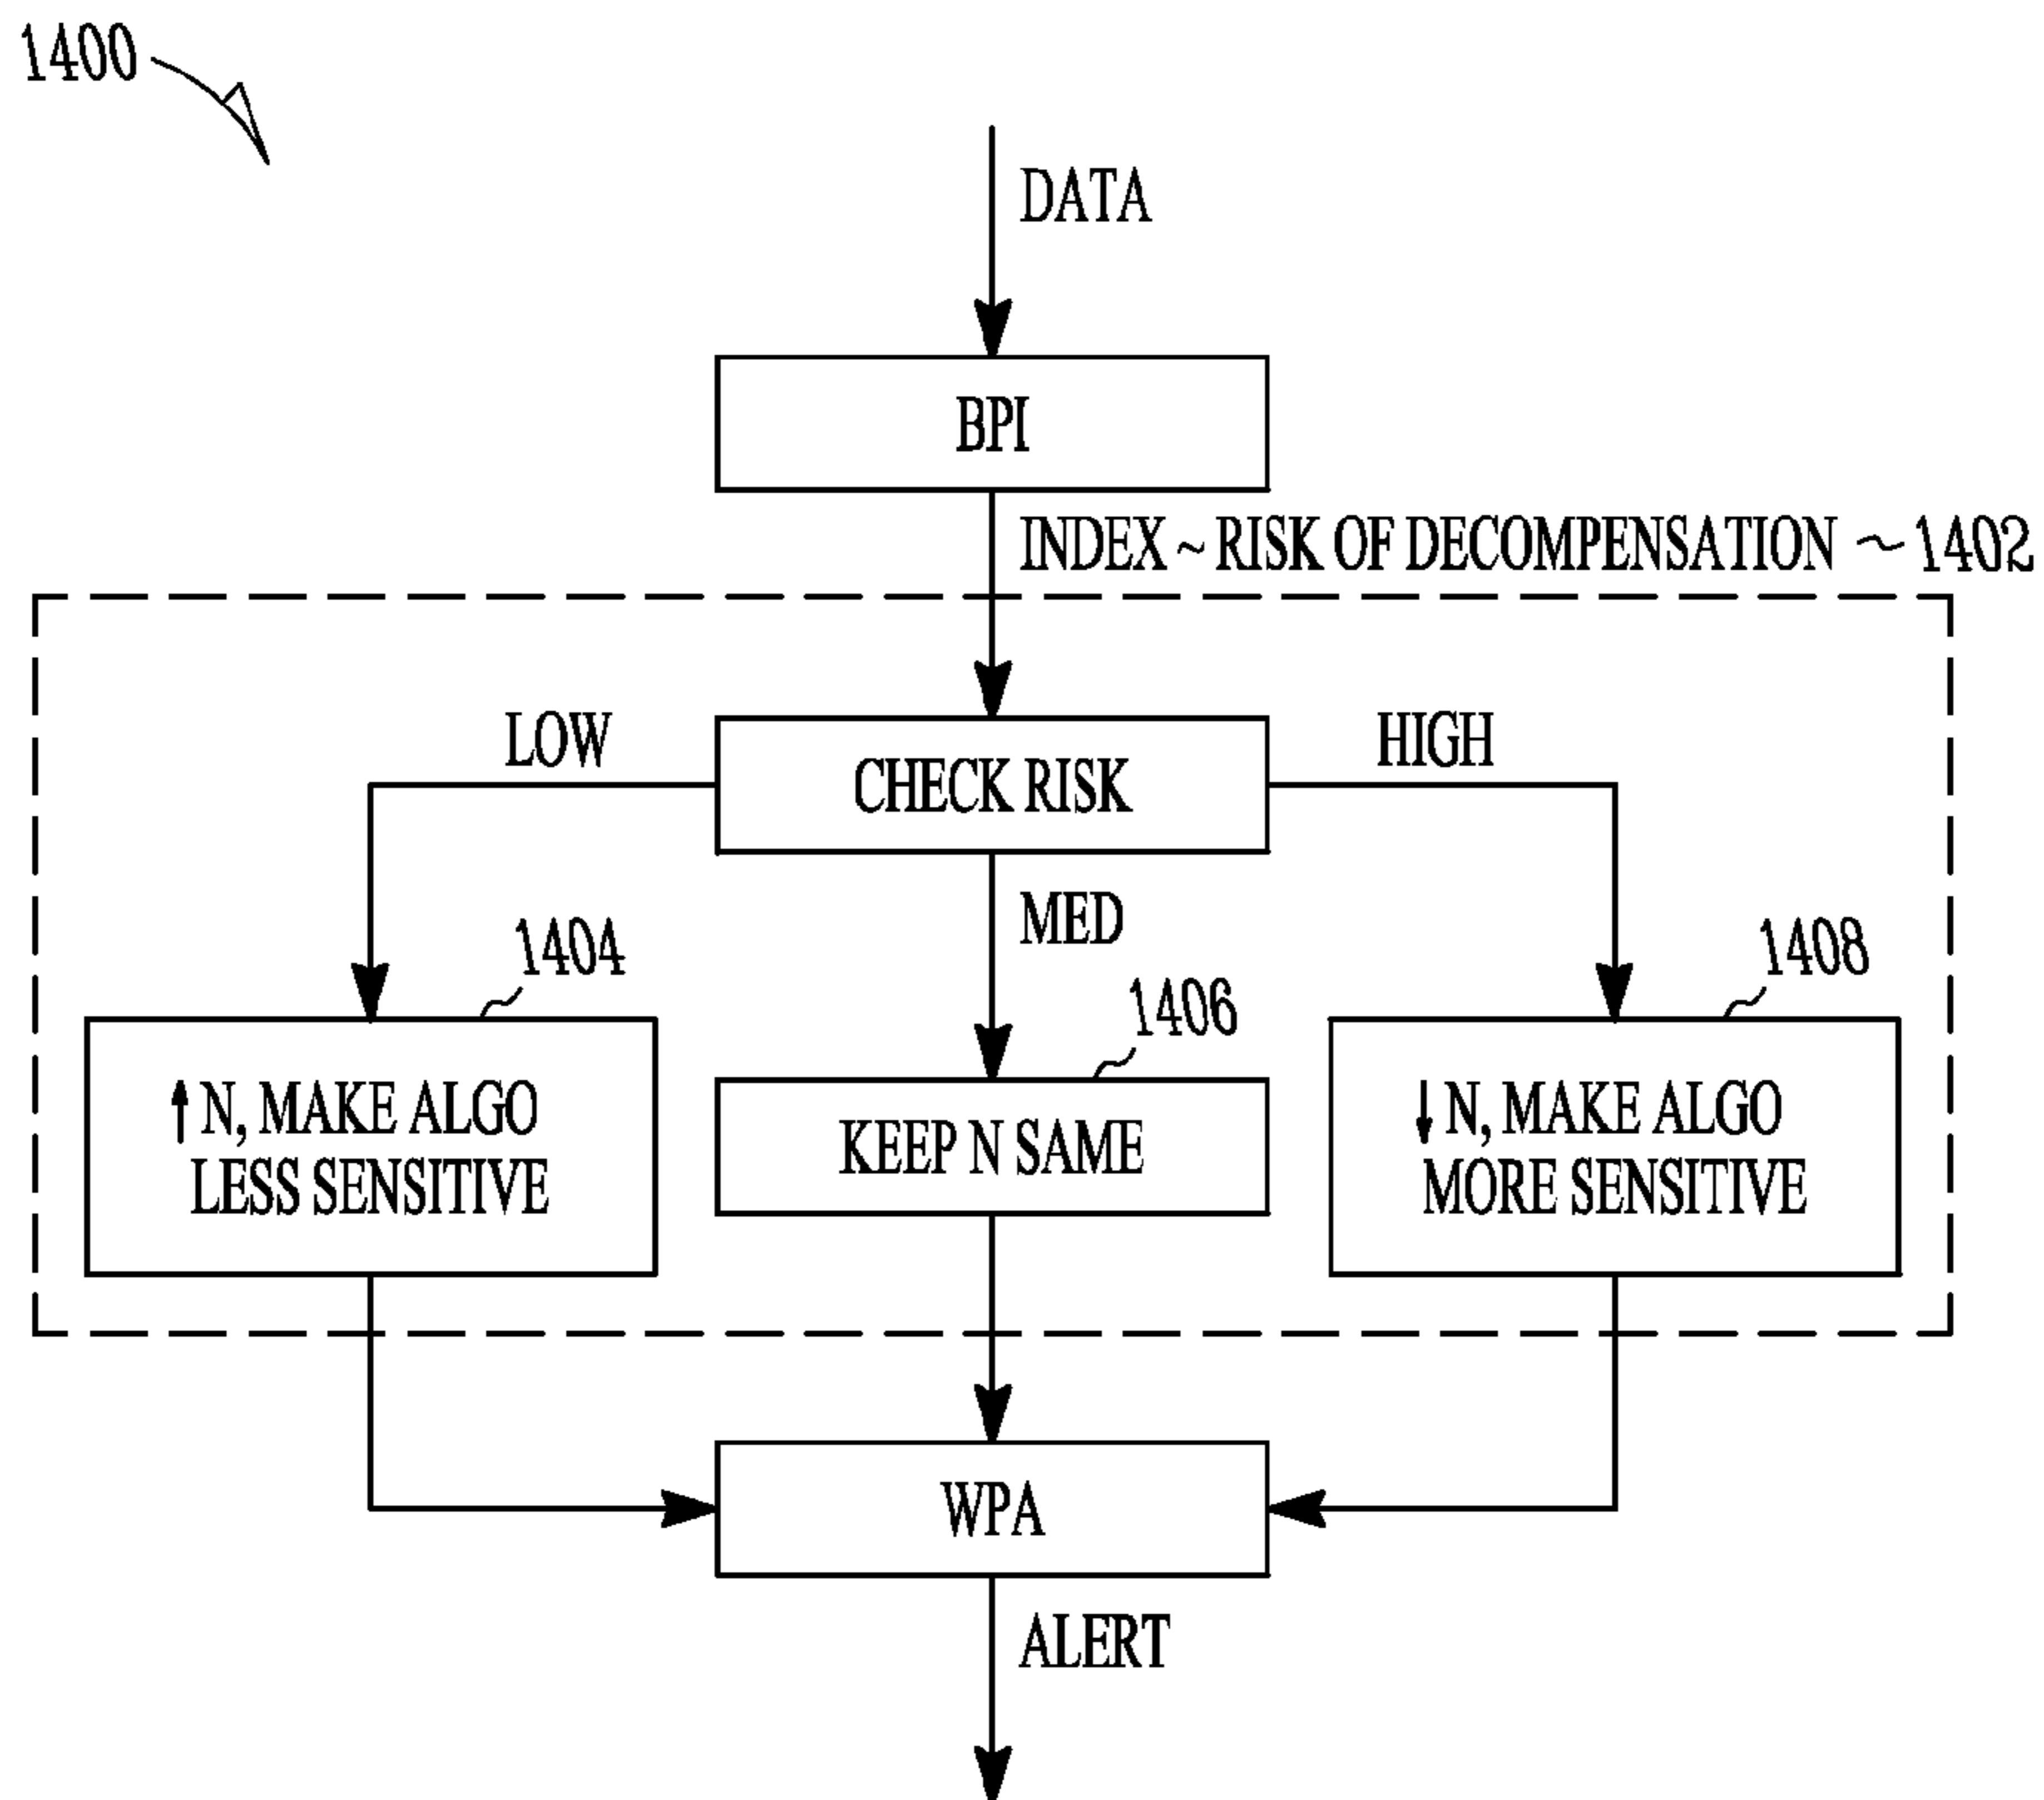 1400
DATA
BPI
INDEX ~ RISK OF DECOMPENSATION ~ 1402
LOW
HIGH
CHECK RISK
MED
1404
1406
1408
↑ N, MAKE ALGO
LESS SENSITIVE
KEEP N SAME
↓ N, MAKE ALGO
MORE SENSITIVE
WPA
ALERT